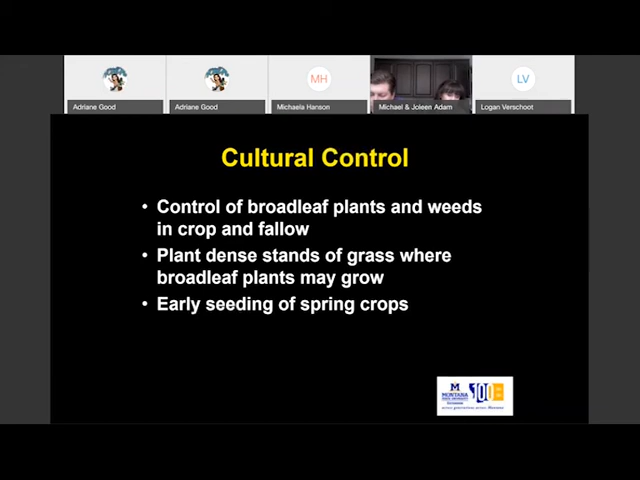 MH
LV
Adriane Good
Adriane Good
Michaela Hanson
Michael & Joleen Adam
Logan Verschoot
Cultural Control
• Control of broadleaf plants and weeds
in crop and fallow
• Plant dense stands of grass where
broadleaf plants may grow
• Early seeding of spring crops
M
MONTANA
100